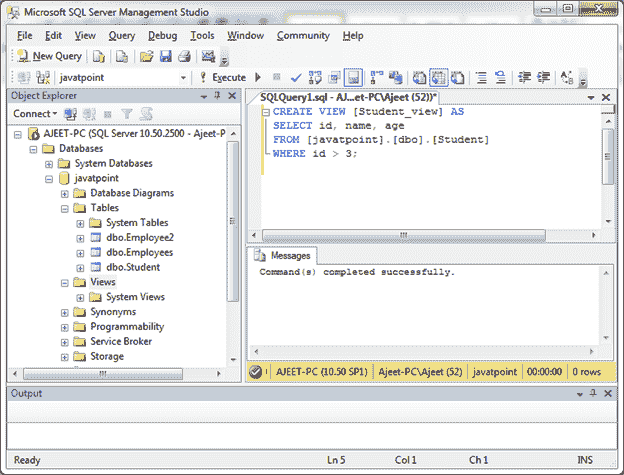 Microsoft SQL Server Management Studio
File Edit View Query Debug Tools Window Community Help
New Query
javatpoint Execute
Object Explorer
Connect
AJEET-PC (SQL Server 10.50.2500 - Ajeet-P
Databases
System Databases
javatpoint
Database Diagrams
Tables
System Tables
dbo.Employee2
dbo.Employees
dbo.Student
Views
System Views
Synonyms
Programmability
Service Broker
Storage
SQLQuery1.sql - AJ...et-PC\Ajeet (52))*
CREATE VIEW [Student_view] AS
SELECT id, name, age
FROM [javatpoint].[dbo].[Student]
WHERE id > 3;
Messages
Command(s) completed successfully.
AJEET-PC (10.50 SP1) Ajeet-PC\Ajeet (52) javatpoint 00:00:00 0 rows
Output
Ready Ln 5 Col 1 Ch 1 INS